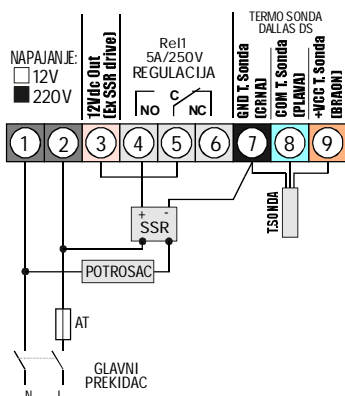 TERMO SONDA
DALLAS DS
Rel1
5A/250V
REGULACIJA
NAPAJANJE:
12V
220V
12Vdc Out
(Ex SSR drive)
C
NO
NC
GND T. Sonda
(CRNA)
COM T. Sonda
(PLAVA)
+VCC T. Sonda
(BRAON)
1 2 3 4 5 6 7 8 9
+ -
SSR
T.SONDA
POTROSAC
AT
GLAVNI
PREKIDAC
N L